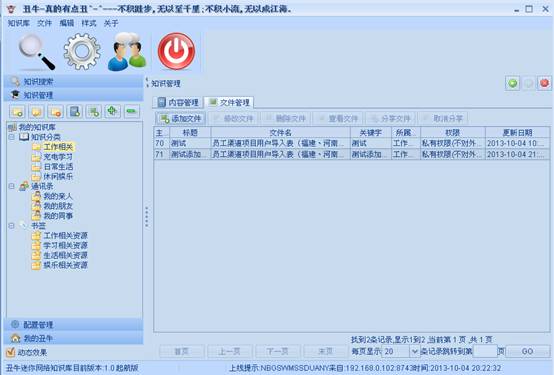 丑牛-真的有点丑^-^---不积跬步,无以至千里;不积小流,无以成江海。
知识库 文件 编辑 样式 关于
知识搜索
知识管理
我的知识库
知识分类
工作相关
充电学习
日常生活
休闲娱乐
通讯录
我的亲人
我的朋友
我的同事
书签
工作相关资源
学习相关资源
生活相关资源
娱乐相关资源
配置管理
我的丑牛
动态效果
知识管理
内容管理 文件管理
添加文件 修改文件 删除文件 查看文件 分享文件 取消分享
主... 标题 文件名 关键字 所属... 权限 更新日期
70 测试 员工渠道项目用户导入表(福建、河南... 测试 工作... 私有权限(不对外... 2013-10-04 10:...
71 测试添加... 员工渠道项目用户导入表(福建、河南... 测试添加... 工作... 私有权限(不对外... 2013-10-04 21:...
找到2条记录,显示1到2,当前第 1 页 ,共 1 页
首页 上一页 下一页 末页 每页显示 20 条记录跳转到第 页 GO
丑牛迷你网络知识库目前版本:1.0 起航版 上线提示:NBGSWMSSDUANY来自:192.168.0.102:8743时间:2013-10-04 20:22:32